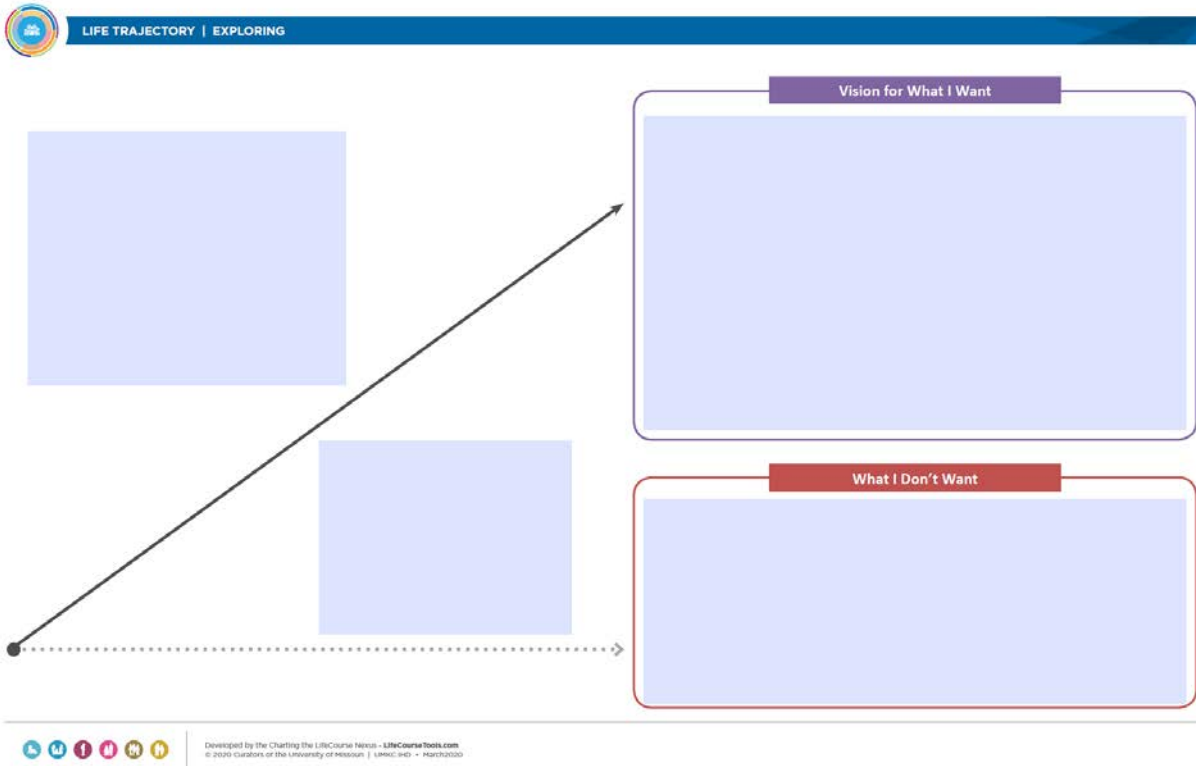 LIFE TRAJECTORY | EXPLORING
Vision for What I Want
What I Don't Want
Developed by the Charting the LifeCourse Nexus - LifeCourseTools.com
© 2020 Curators of the University of Missouri | UMKC IHD • March2020